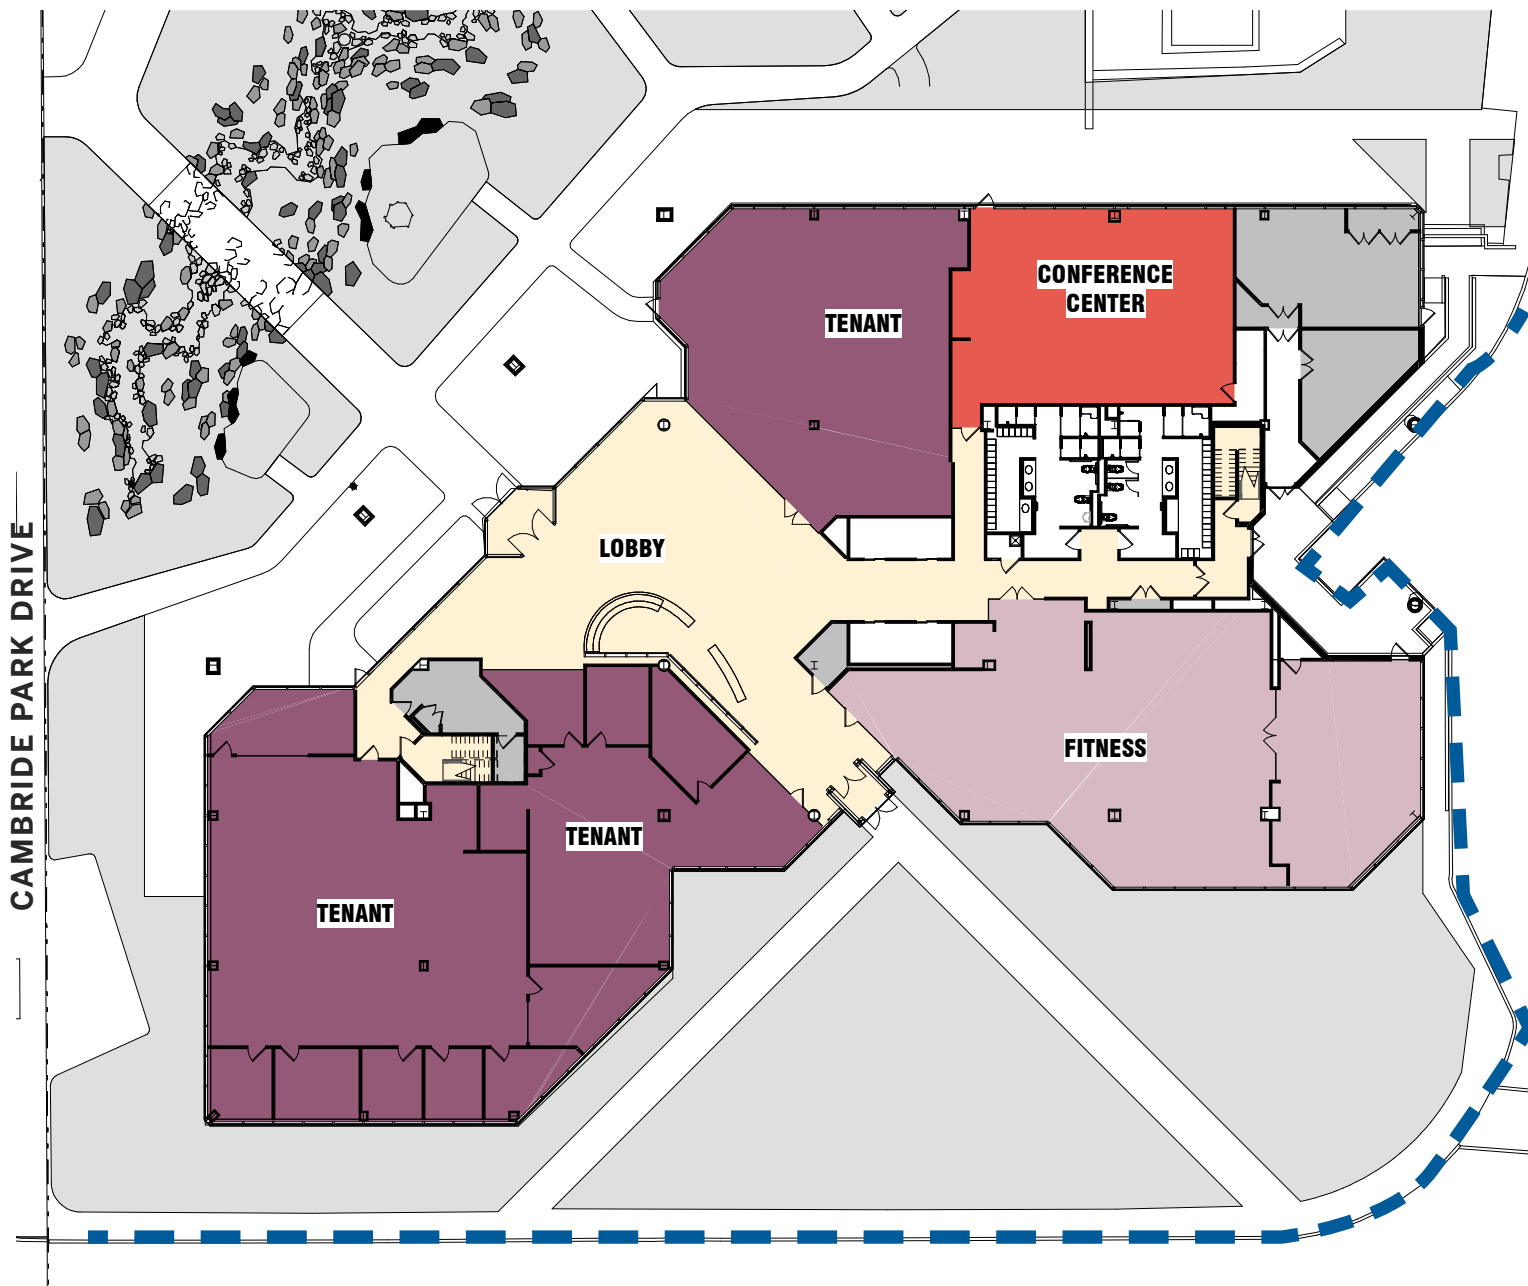 CONFERENCE
CENTER
TENANT
LOBBY
CAMBRIDE PARK DRIVE
FITNESS
TENANT
TENANT